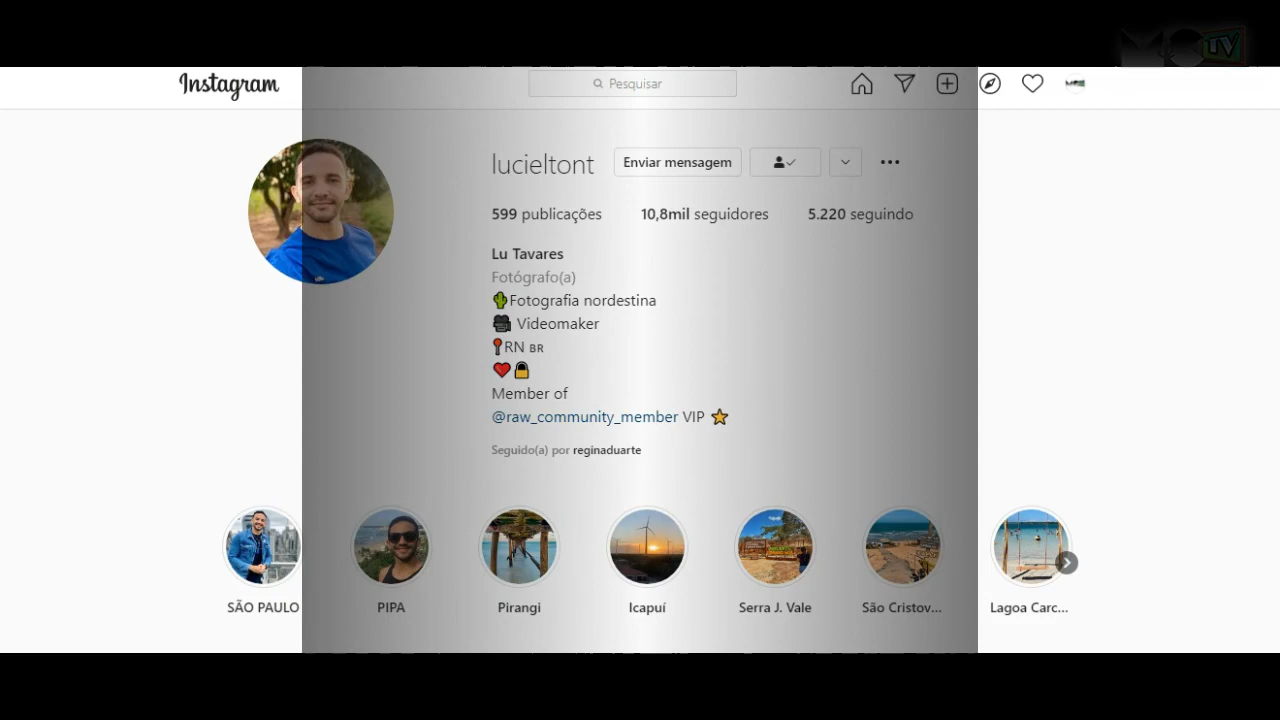 TV
Instagram
Pesquisar
lucieltont
Enviar mensagem
599 publicações
10,8mil seguidores
5.220 seguindo
Lu Tavares
Fotógrafo(a)
Fotografia nordestina
Videomaker
RN BR
Member of
@raw_community_member VIP
Seguido(a) por reginaduarte
SÃO PAULO
PIPA
Pirangi
Icapuí
Serra J. Vale
São Cristov...
Lagoa Carc...